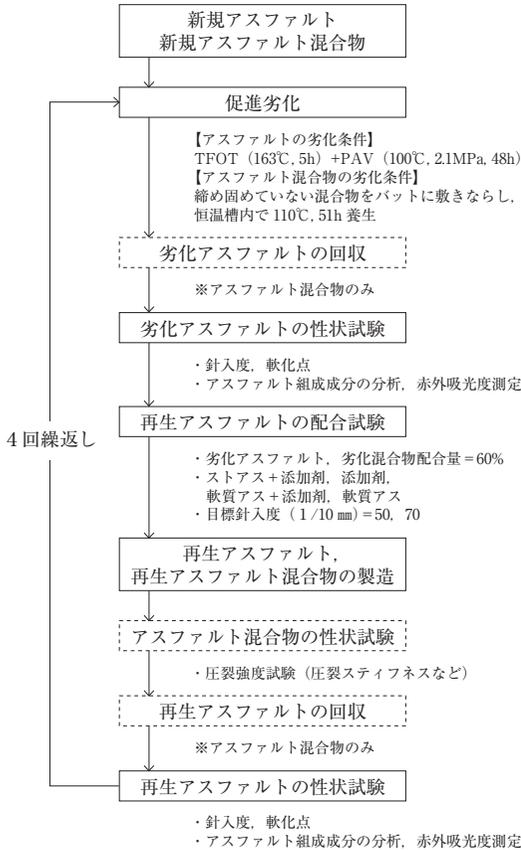 新規アスファルト
新規アスファルト混合物
促進劣化
【アスファルトの劣化条件】
TFOT（163℃, 5h）+PAV（100℃, 2.1MPa, 48h）
【アスファルト混合物の劣化条件】
締め固めていない混合物をバットに敷きならし，
恒温槽内で 110℃, 51h 養生
劣化アスファルトの回収
※アスファルト混合物のみ
劣化アスファルトの性状試験
・針入度，軟化点
・アスファルト組成成分の分析，赤外吸光度測定
4 回繰返し
再生アスファルトの配合試験
・劣化アスファルト，劣化混合物配合量＝60%
・ストアス＋添加剤，添加剤，
軟質アス＋添加剤，軟質アス
・目標針入度（ 1 /10 ㎜）＝50，70
再生アスファルト，
再生アスファルト混合物の製造
アスファルト混合物の性状試験
・圧裂強度試験（圧裂スティフネスなど）
再生アスファルトの回収
※アスファルト混合物のみ
再生アスファルトの性状試験
・針入度，軟化点
・アスファルト組成成分の分析，赤外吸光度測定